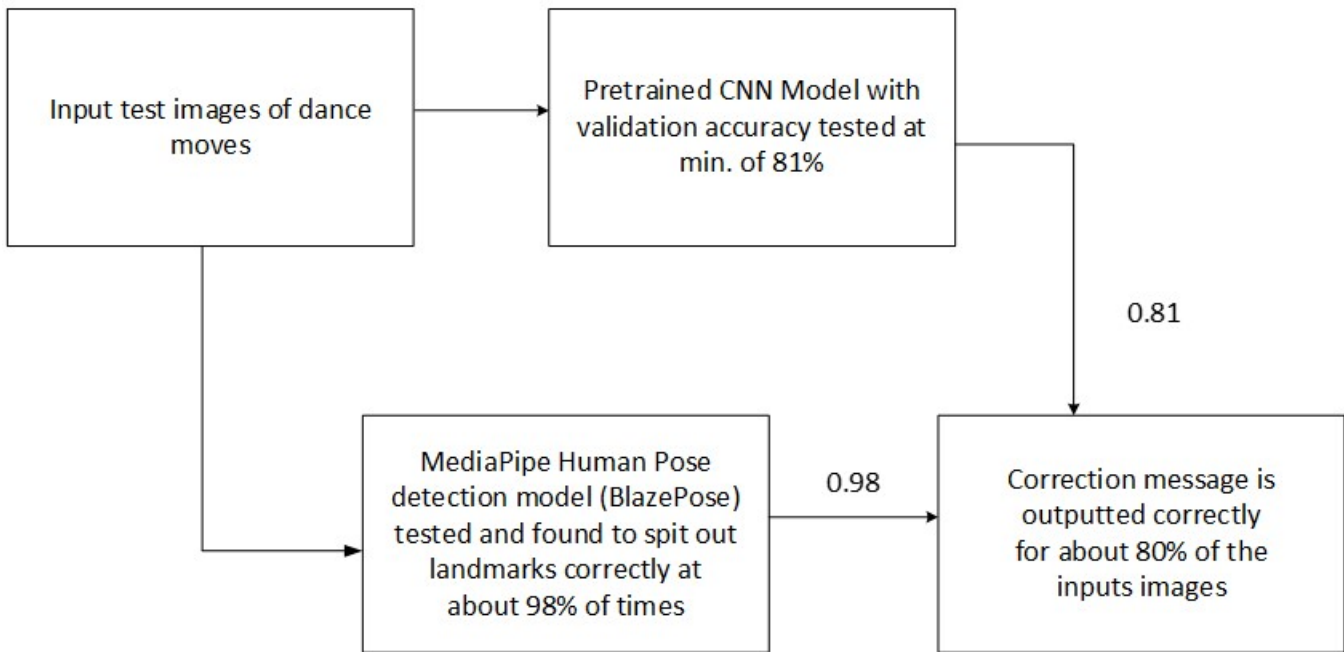 Input test images of dance
moves
Pretrained CNN Model with
validation accuracy tested at
min. of 81%
0.81
MediaPipe Human Pose
detection model (BlazePose)
tested and found to spit out
landmarks correctly at
about 98% of times
0.98
Correction message is
outputted correctly
for about 80% of the
inputs images